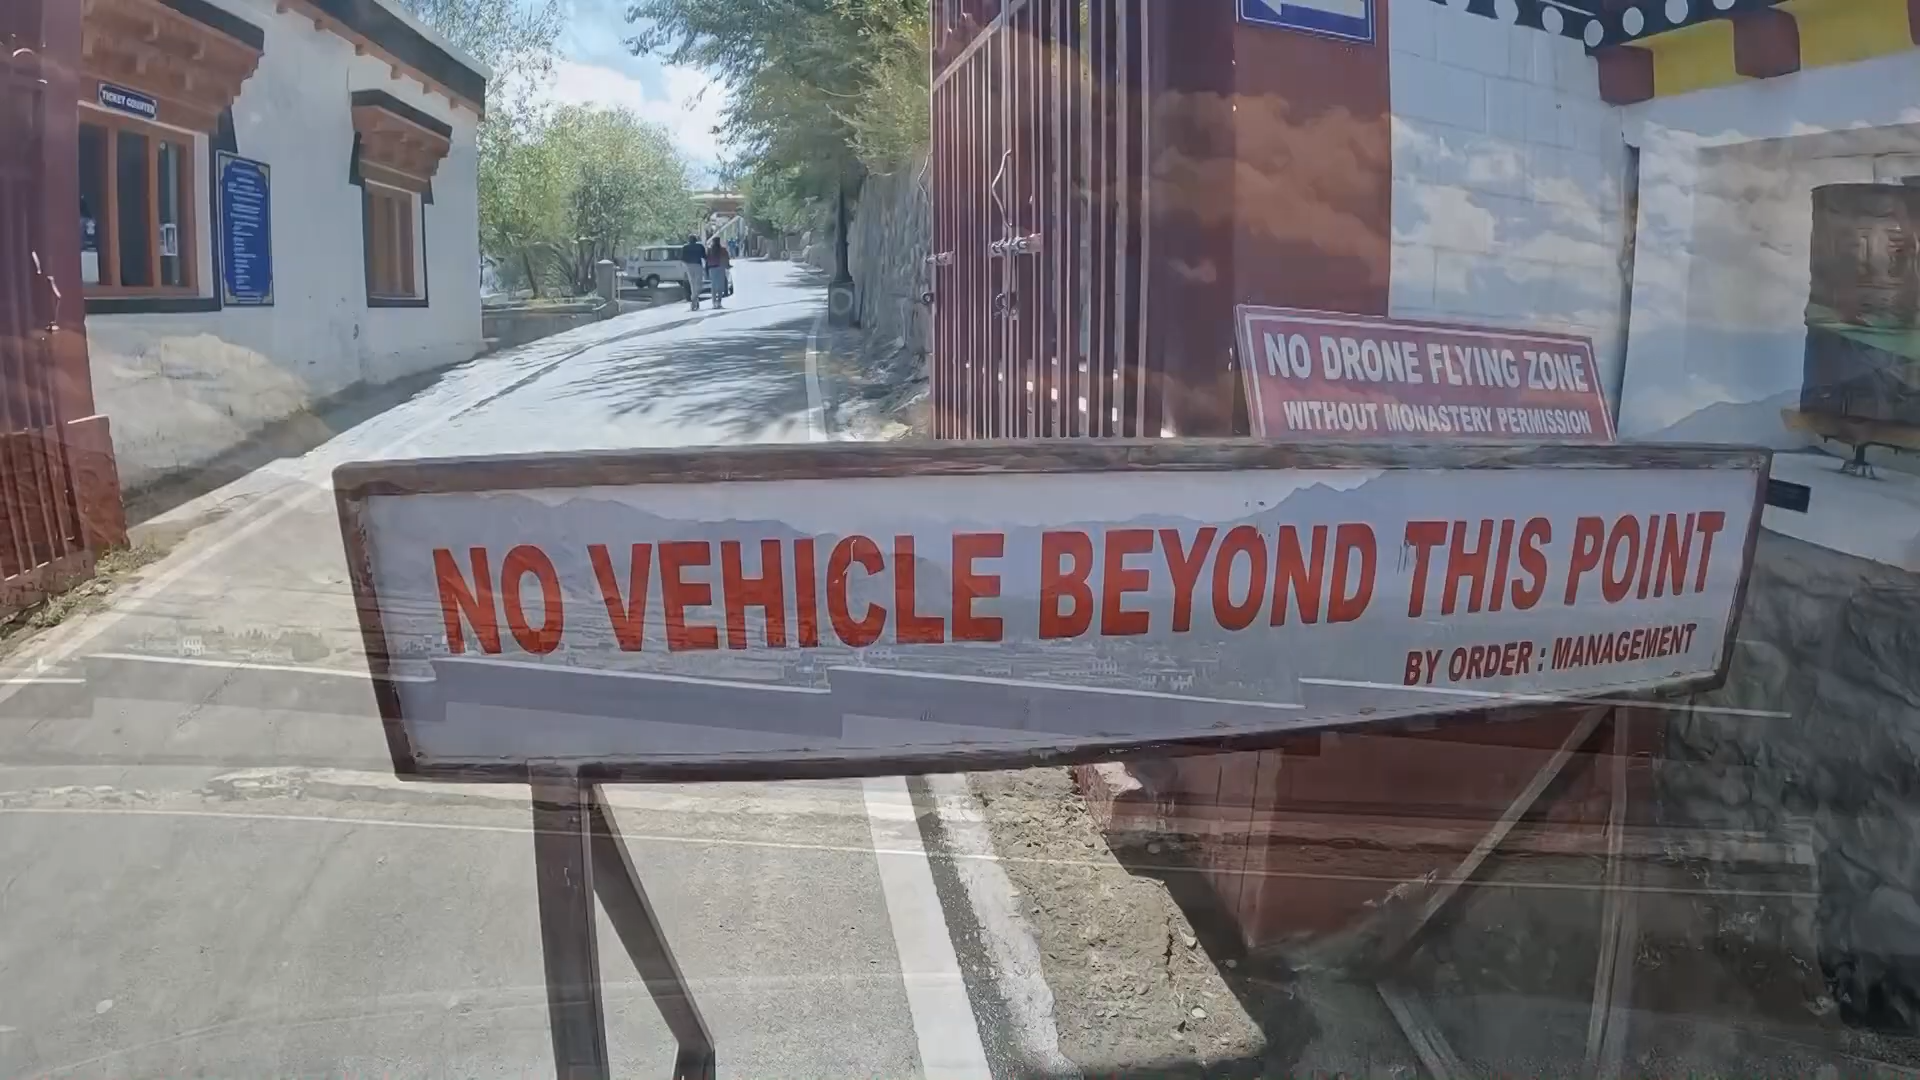 TICKET COUNTER
NO DRONE FLYING ZONE
WITHOUT MONASTERY PERMISSION
NO VEHICLE BEYOND THIS POINT
BY ORDER : MANAGEMENT